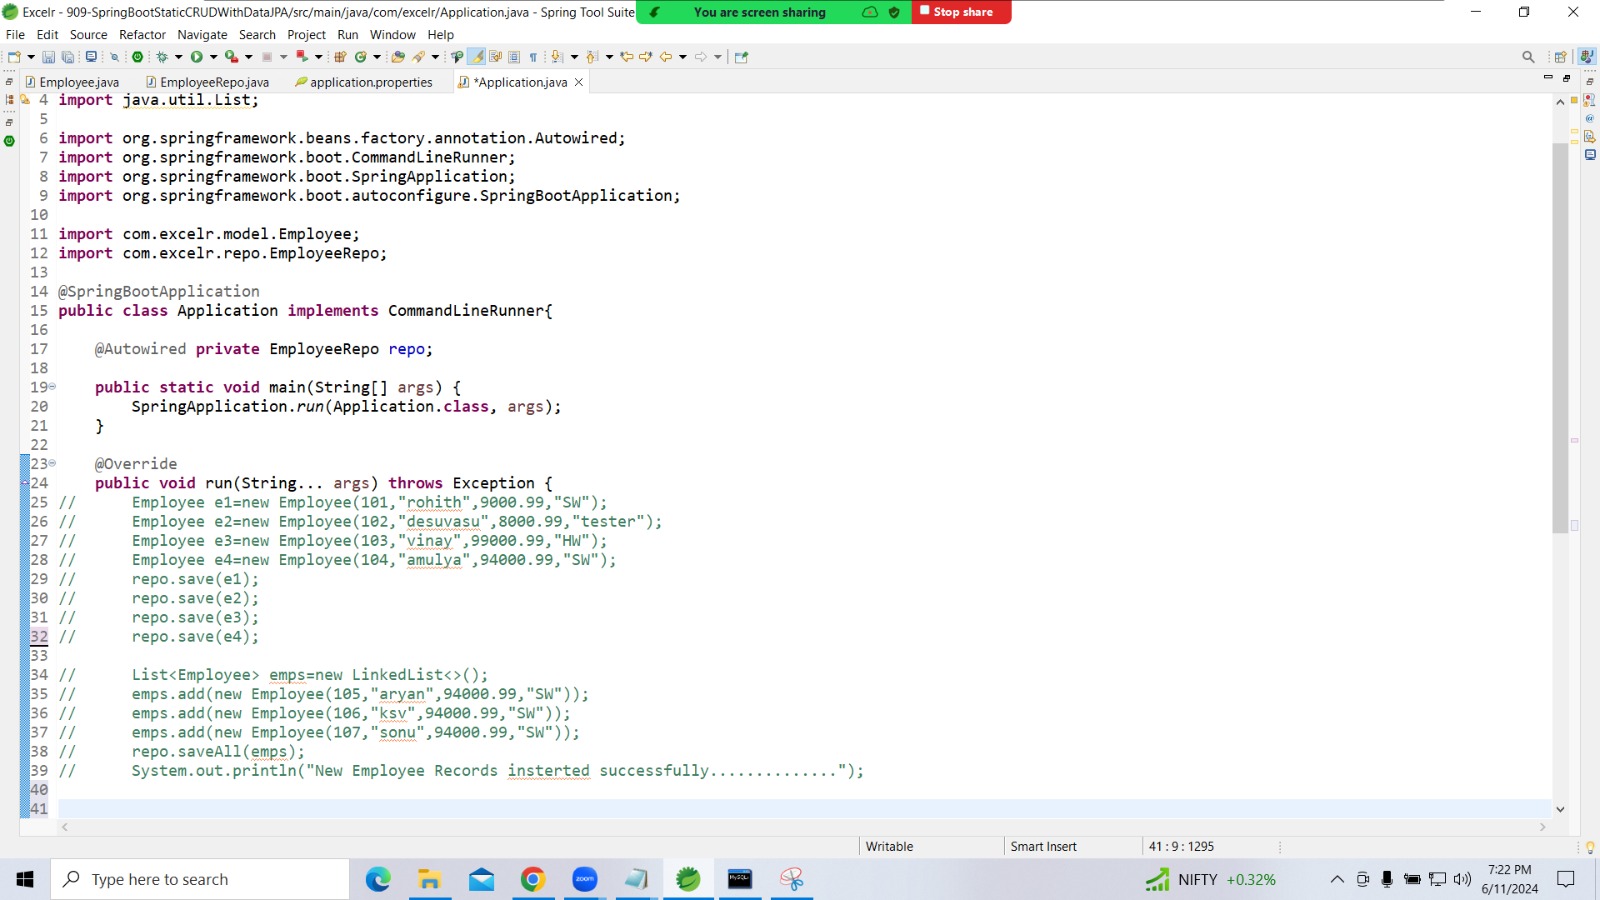 Excelr - 909-SpringBootStaticCRUDWithDataJPA/src/main/java/com/excelr/Application.java - Spring Tool Suite
You are screen sharing
Stop share
File Edit Source Refactor Navigate Search Project Run Window Help
Employee.java EmployeeRepo.java application.properties *Application.java
4 import java.util.List;
5
6 import org.springframework.beans.factory.annotation.Autowired;
7 import org.springframework.boot.CommandLineRunner;
8 import org.springframework.boot.SpringApplication;
9 import org.springframework.boot.autoconfigure.SpringBootApplication;
10
11 import com.excelr.model.Employee;
12 import com.excelr.repo.EmployeeRepo;
13
14 @SpringBootApplication
15 public class Application implements CommandLineRunner{
16
17 @Autowired private EmployeeRepo repo;
18
19 public static void main(String[] args) {
20 SpringApplication.run(Application.class, args);
21 }
22
23 @Override
24 public void run(String... args) throws Exception {
25 // Employee e1=new Employee(101,"rohith",9000.99,"SW");
26 // Employee e2=new Employee(102,"desuvasu",8000.99,"tester");
27 // Employee e3=new Employee(103,"vinay",99000.99,"HW");
28 // Employee e4=new Employee(104,"amulya",94000.99,"SW");
29 // repo.save(e1);
30 // repo.save(e2);
31 // repo.save(e3);
32 // repo.save(e4);
33
34 // List<Employee> emps=new LinkedList<>();
35 // emps.add(new Employee(105,"aryan",94000.99,"SW"));
36 // emps.add(new Employee(106,"ksv",94000.99,"SW"));
37 // emps.add(new Employee(107,"sonu",94000.99,"SW"));
38 // repo.saveAll(emps);
39 // System.out.println("New Employee Records insterted successfully..............");
40
41
Writable Smart Insert 41 : 9 : 1295
Type here to search
zoom
MySQL
NIFTY +0.32%
7:22 PM
6/11/2024